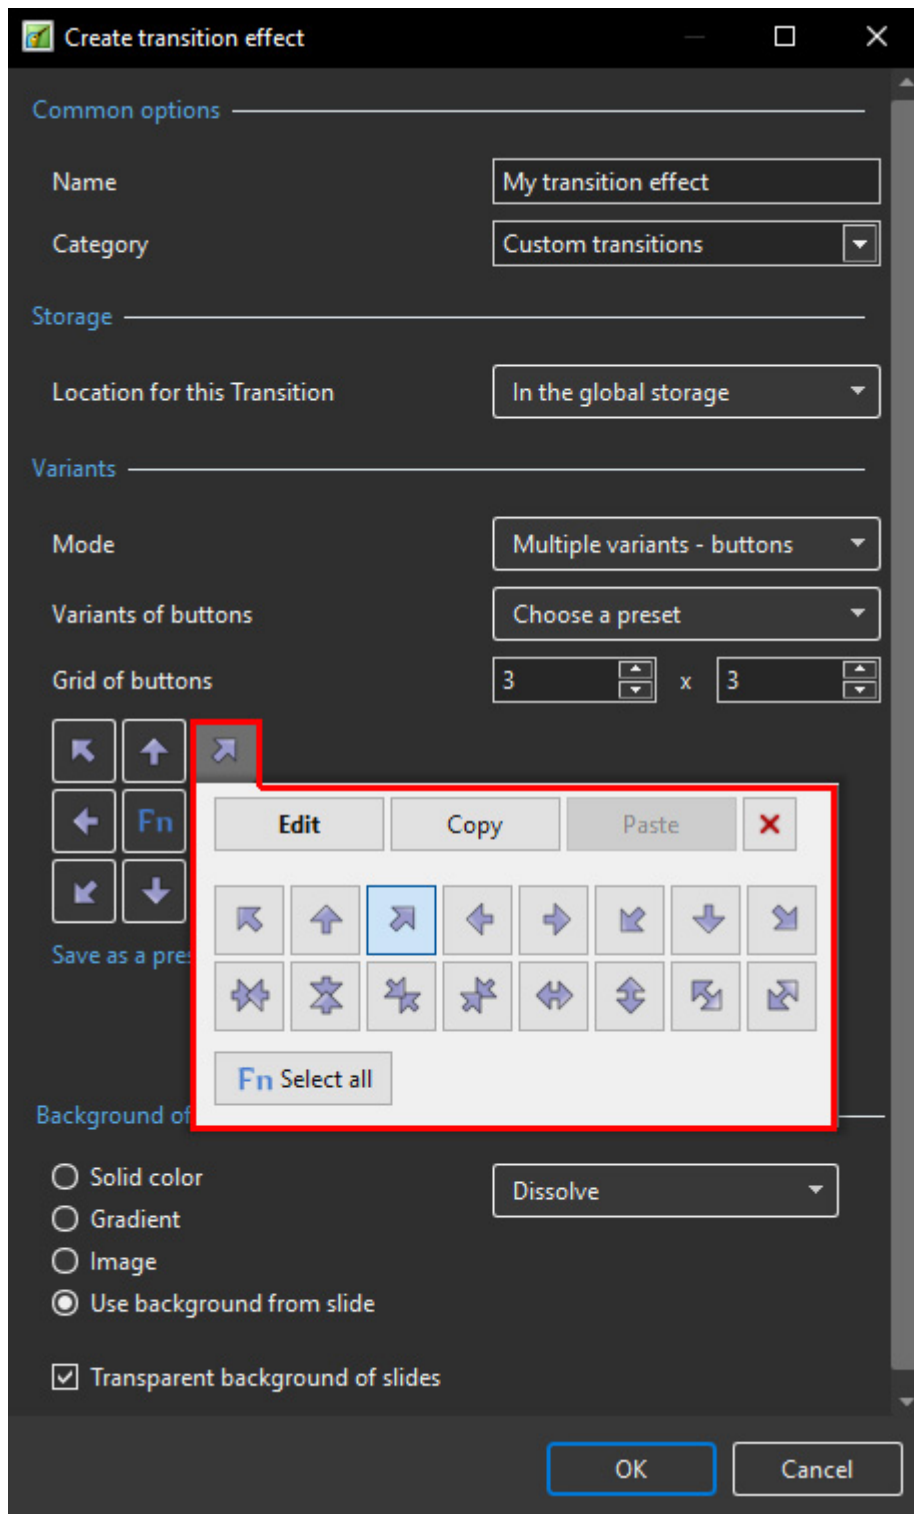 Create transition effect
Common options
Name My transition effect
Category Custom transitions
Storage
Location for this Transition In the global storage
Variants
Mode Multiple variants - buttons
Variants of buttons Choose a preset
Grid of buttons 3 x 3
Edit Copy Paste
Fn
Save as a pre
Fn Select all
Background of
Solid color Dissolve
Gradient
Image
Use background from slide
Transparent background of slides
OK Cancel